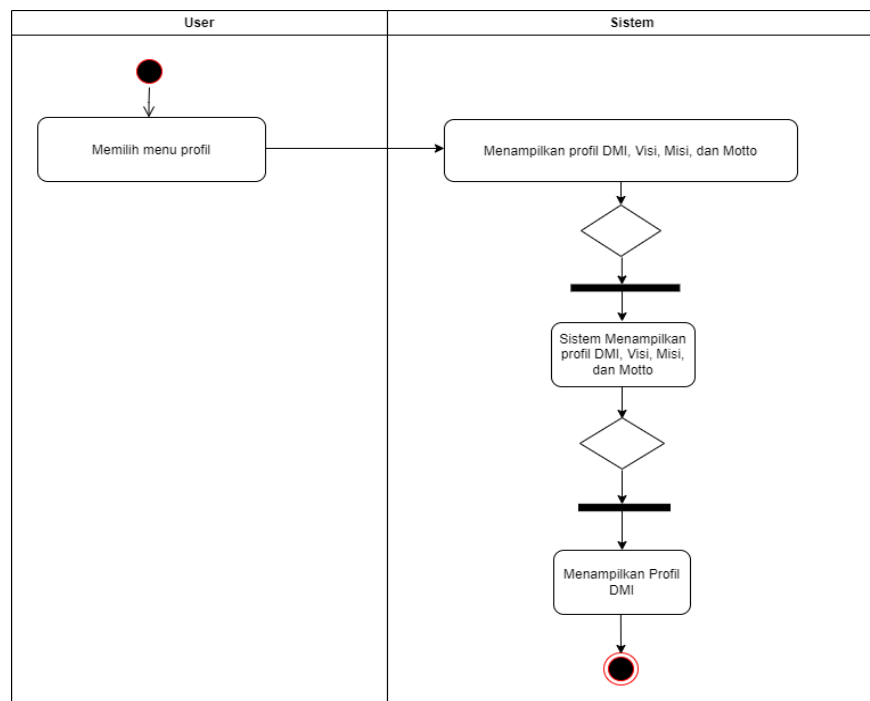 User
Sistem
Memilih menu profil
Menampilkan profil DMI, Visi, Misi, dan Motto
Sistem Menampilkan
profil DMI, Visi, Misi,
dan Motto
Menampilkan Profil
DMI